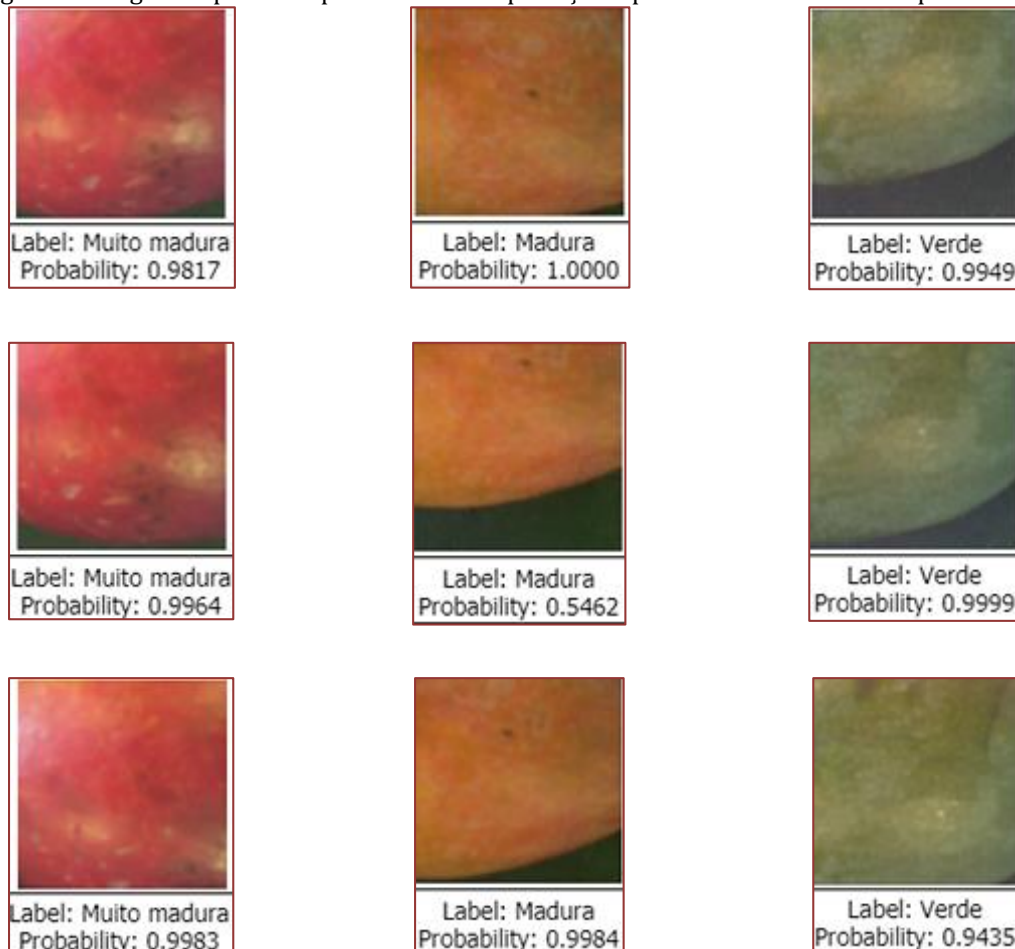 Label: Muito madura
Probability: 0.9817
Label: Madura
Probability: 1.0000
Label: Verde
Probability: 0.9949
Label: Muito madura
Probability: 0.9964
Label: Madura
Probability: 0.5462
Label: Verde
Probability: 0.9999
Label: Muito madura
Probability: 0.9983
Label: Madura
Probability: 0.9984
Label: Verde
Probability: 0.9435